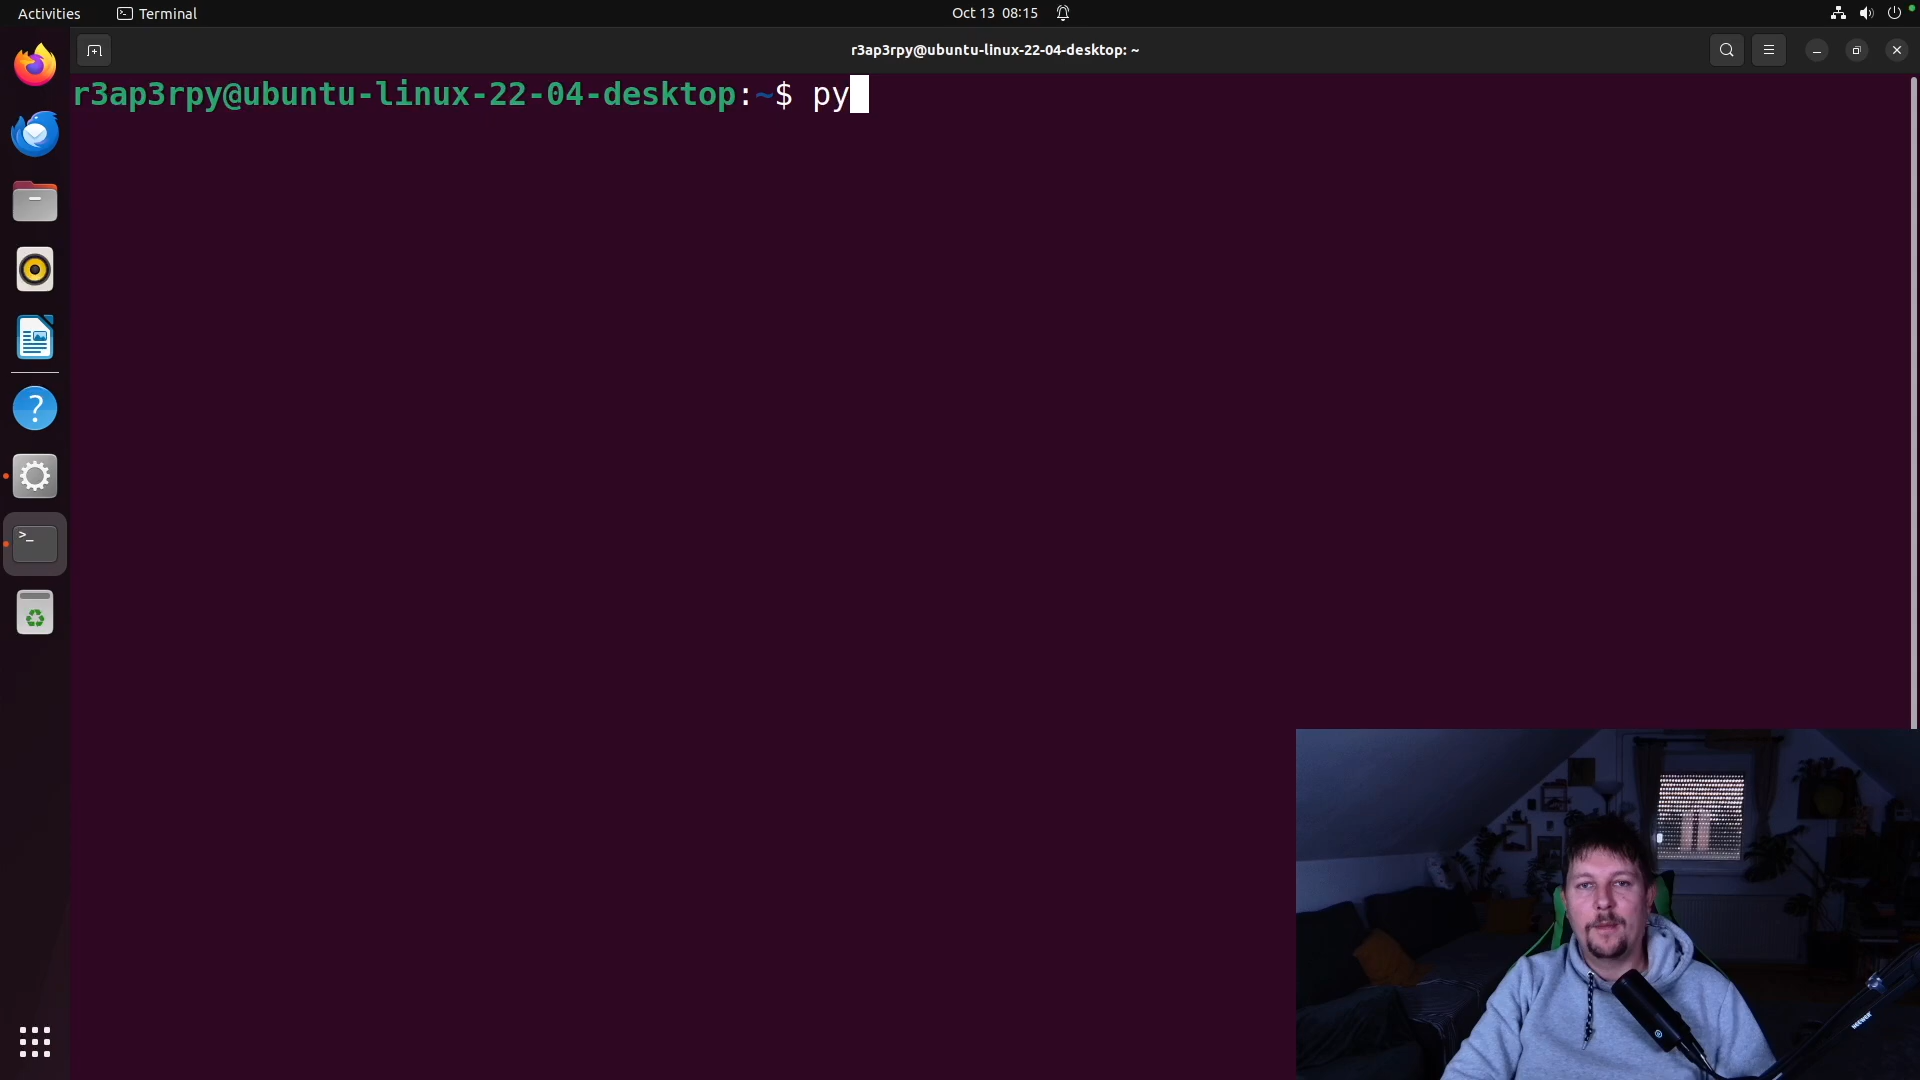 Activities
Terminal
Oct 13 08:15
r3ap3rpy@ubuntu-linux-22-04-desktop: ~
r3ap3rpy@ubuntu-linux-22-04-desktop:~$ py
>_
?
NEEWER